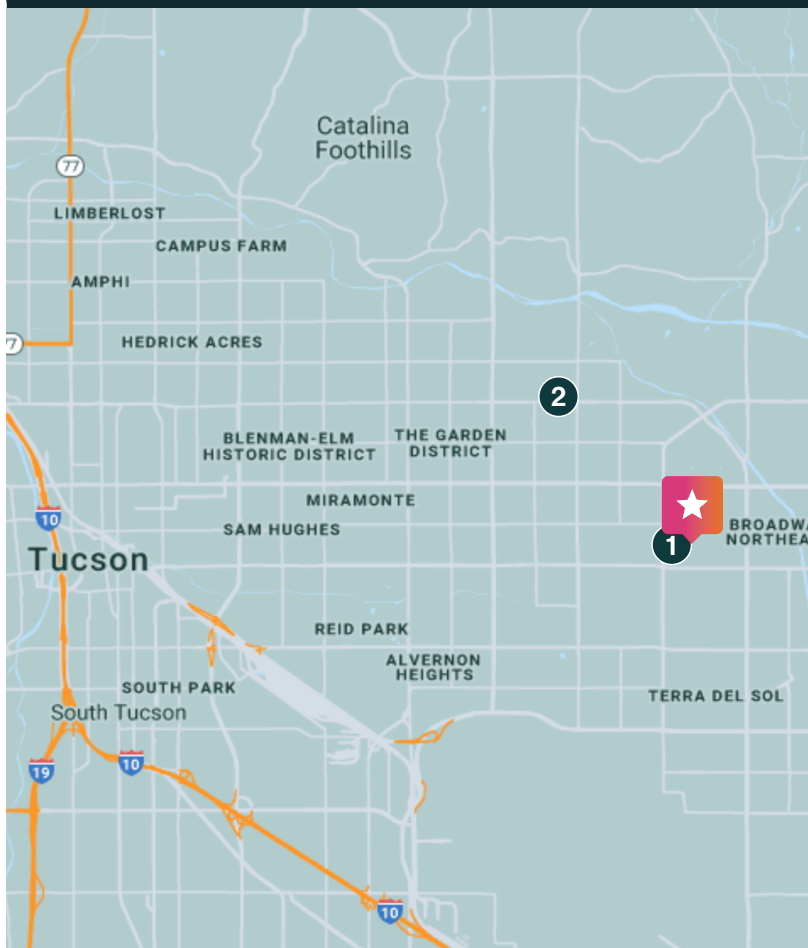 Catalina
Foothills
77
LIMBERLOST
CAMPUS FARM
AMPHI
77
HEDRICK ACRES
2
BLENMAN-ELM
HISTORIC DISTRICT
THE GARDEN
DISTRICT
MIRAMONTE
10
SAM HUGHES
BROADWA
NORTHEA
1
Tucson
REID PARK
ALVERNON
HEIGHTS
SOUTH PARK
TERRA DEL SOL
South Tucson
19
10
10